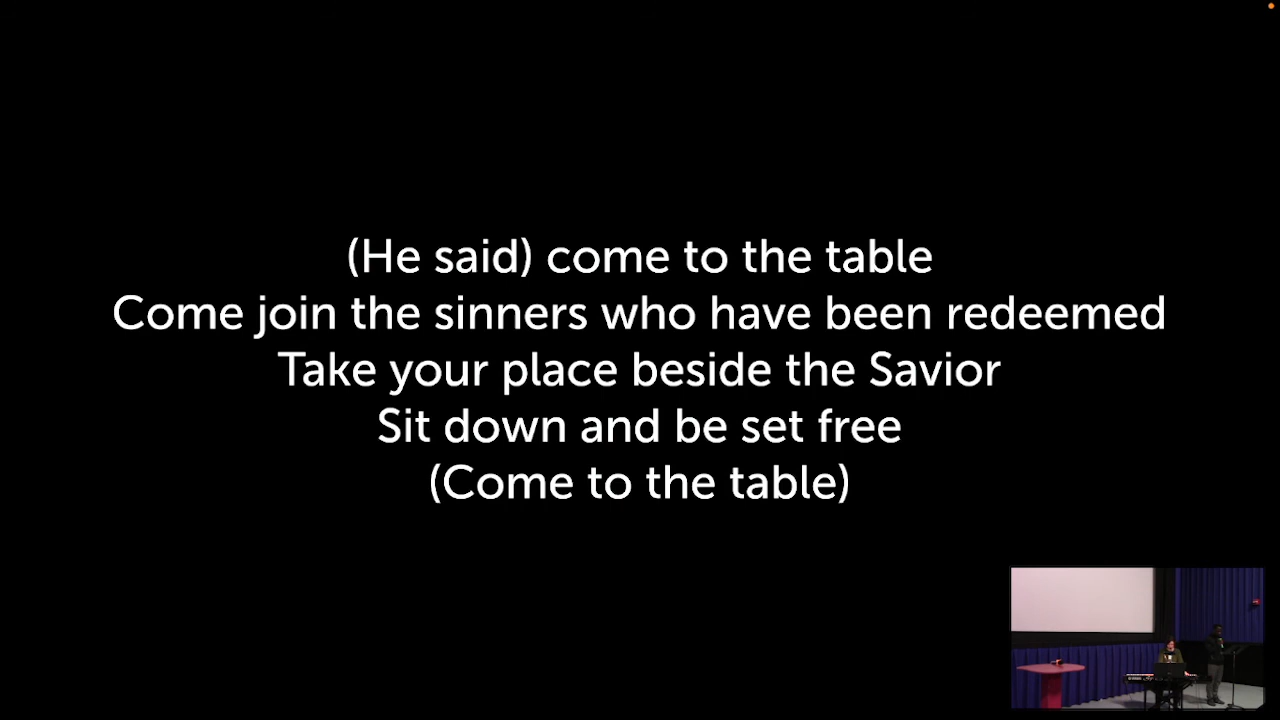 (He said) come to the table
Come join the sinners who have been redeemed
Take your place beside the Savior
Sit down and be set free
(Come to the table)